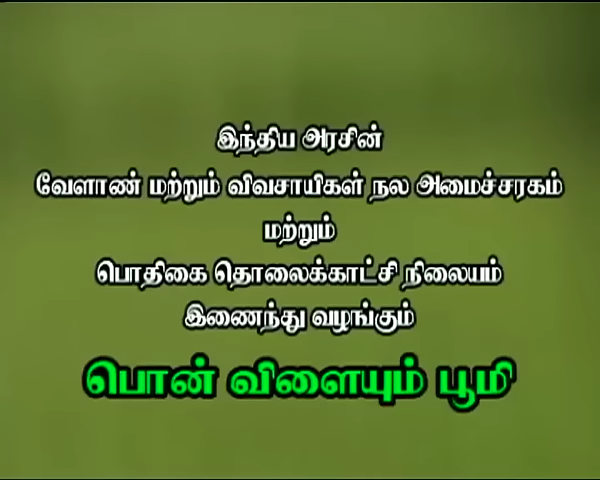 இந்திய அரசின்
வேளாண் மற்றும் விவசாயிகள் நல அமைச்சரகம்
மற்றும்
பொதிகை தொலைக்காட்சி நிலையம்
இணைந்து வழங்கும்
பொன் விளையும் பூமி